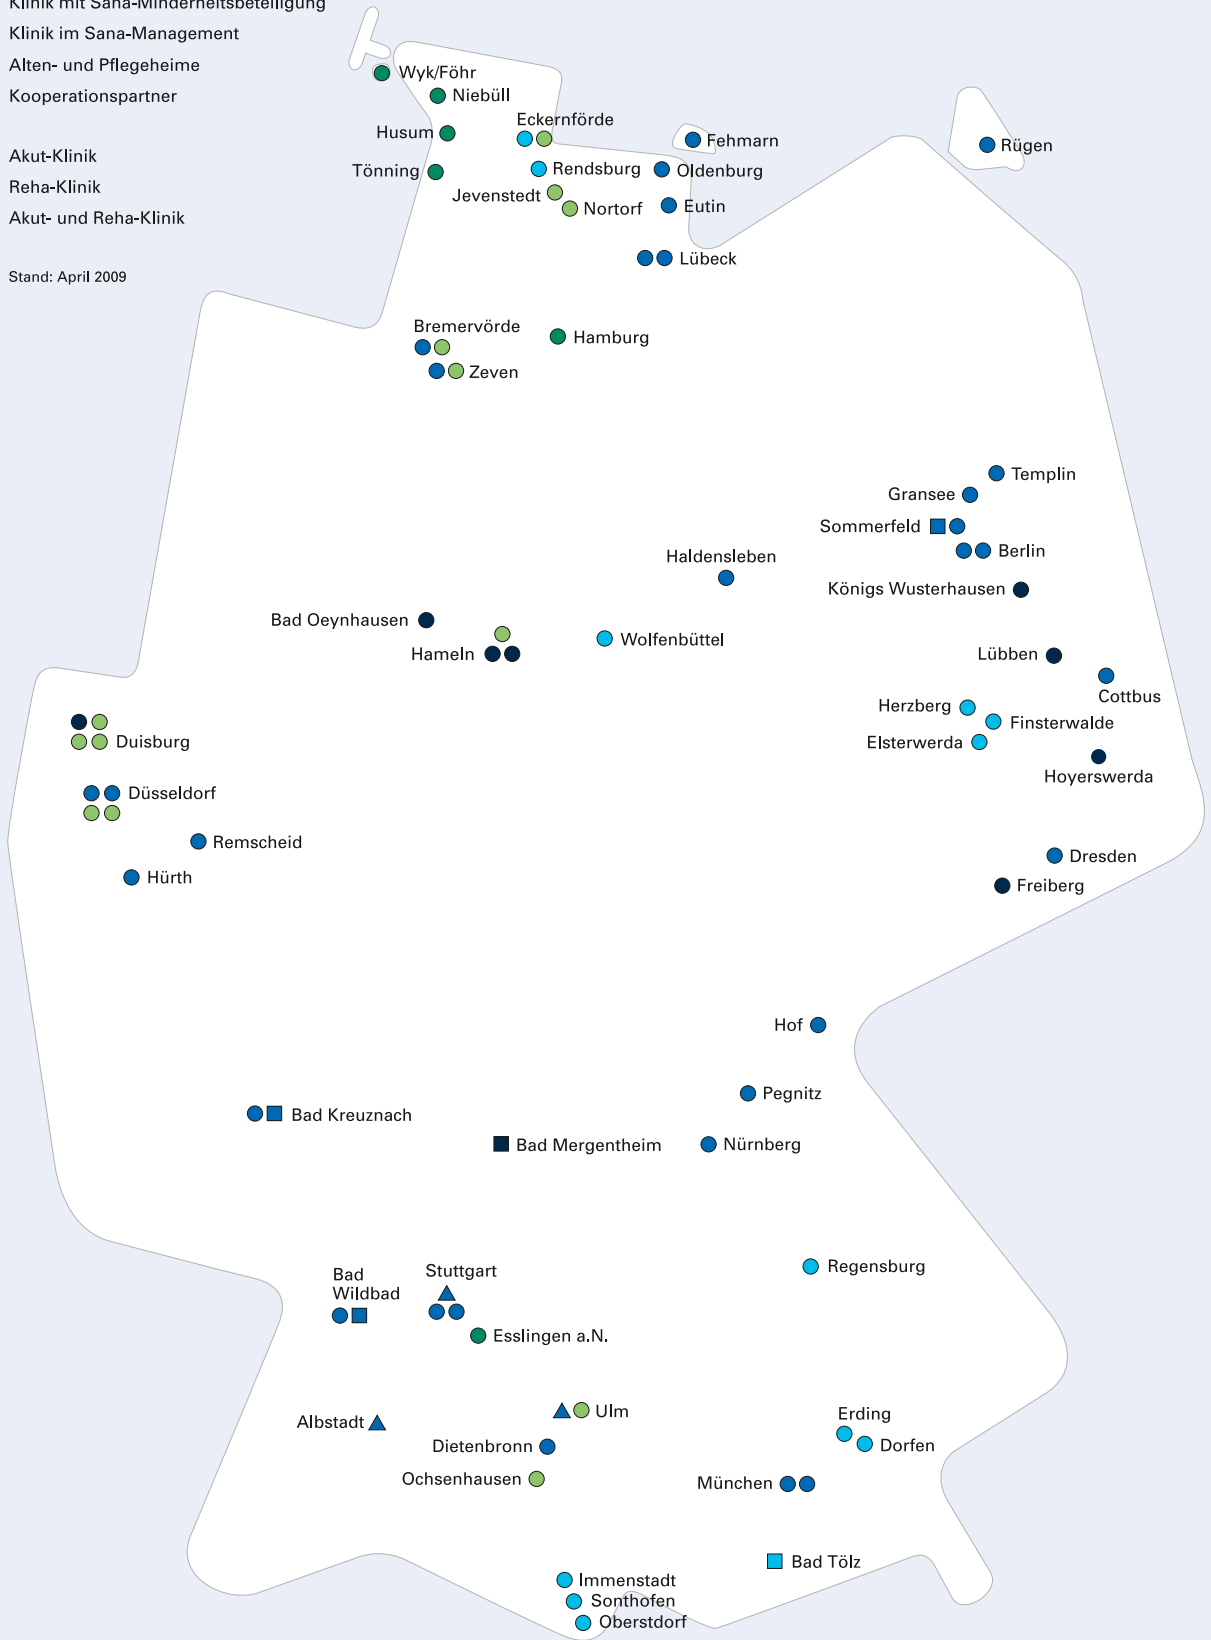 Klinik mit Sana-Minderheitsbeteiligung
Klinik im Sana-Management
Alten- und Pflegeheime
Kooperationspartner
Akut-Klinik
Reha-Klinik
Akut- und Reha-Klinik
Stand: April 2009
Wyk/Föhr
Niebüll
Eckernförde
Husum
Fehmarn
Rügen
Tönning
Rendsburg
Oldenburg
Jevenstedt
Nortorf
Eutin
Lübeck
Bremervörde
Hamburg
Zeven
Templin
Gransee
Sommerfeld
Berlin
Haldensleben
Königs Wusterhausen
Bad Oeynhausen
Wolfenbüttel
Hameln
Lübben
Cottbus
Herzberg
Finsterwalde
Duisburg
Elsterwerda
Hoyerswerda
Düsseldorf
Remscheid
Dresden
Hürth
Freiberg
Hof
Pegnitz
Bad Kreuznach
Bad Mergentheim
Nürnberg
Regensburg
Stuttgart
Bad
Wildbad
Esslingen a.N.
Albstadt
Ulm
Erding
Dorfen
Dietenbronn
Ochsenhausen
München
Bad Tölz
Immenstadt
Sonthofen
Oberstdorf